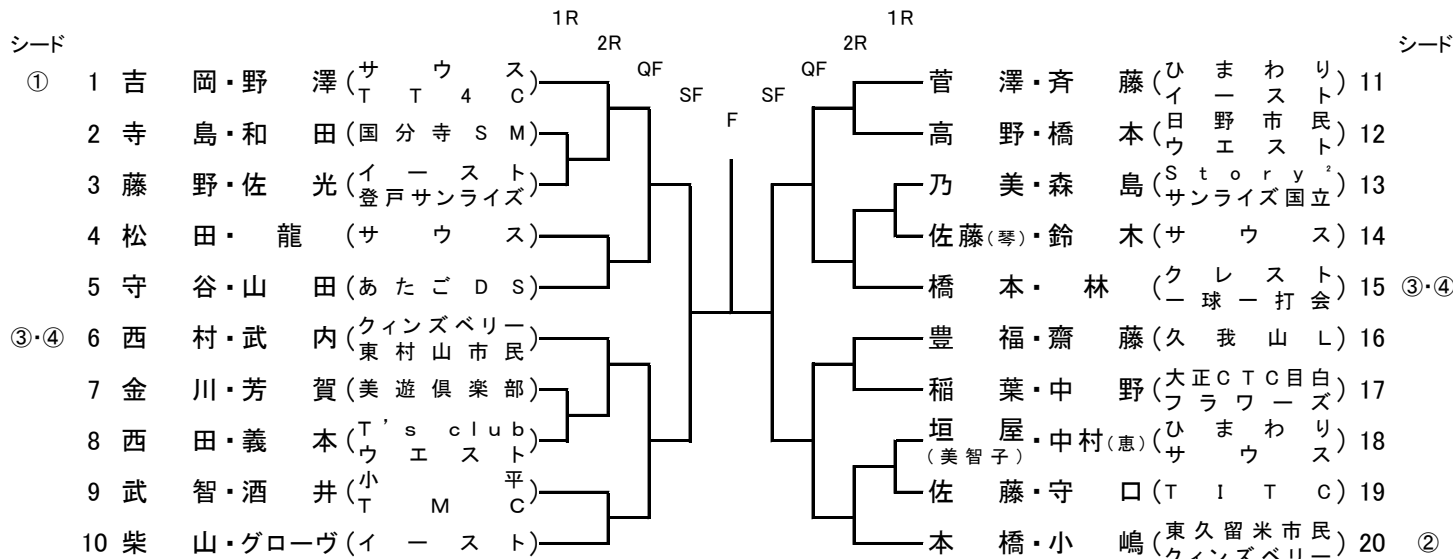 1R 1R
シード 2R 2R シード
QF QF
SF SF
F
① 1 吉岡・野澤 (サウス TT4C)
2 寺島・和田 (国分寺SM)
3 藤野・佐光 (イースト 登戸サンライズ)
4 松田・龍 (サウス)
5 守谷・山田 (あたごDS)
③・④ 6 西村・武内 (クィンズベリー 東村山市民)
7 金川・芳賀 (美遊倶楽部)
8 西田・義本 (T's club ウエスト)
9 武智・酒井 (小平 TMC)
10 柴山・グローヴ (イースト)
菅澤・斉藤 (ひまわり イースト) 11
高野・橋本 (日野市民 ウエスト) 12
乃美・森島 (Story² サンライズ国立) 13
佐藤(琴)・鈴木 (サウス) 14
橋本・林 (クレスト 一球一打会) 15 ③・④
豊福・齋藤 (久我山L) 16
稲葉・中野 (大正CTC目白 フラワーズ) 17
垣屋(美智子)・中村(恵) (ひまわり サウス) 18
佐藤・守口 (TITC) 19
本橋・小嶋 (東久留米市民 クィンズベリー) 20 ②